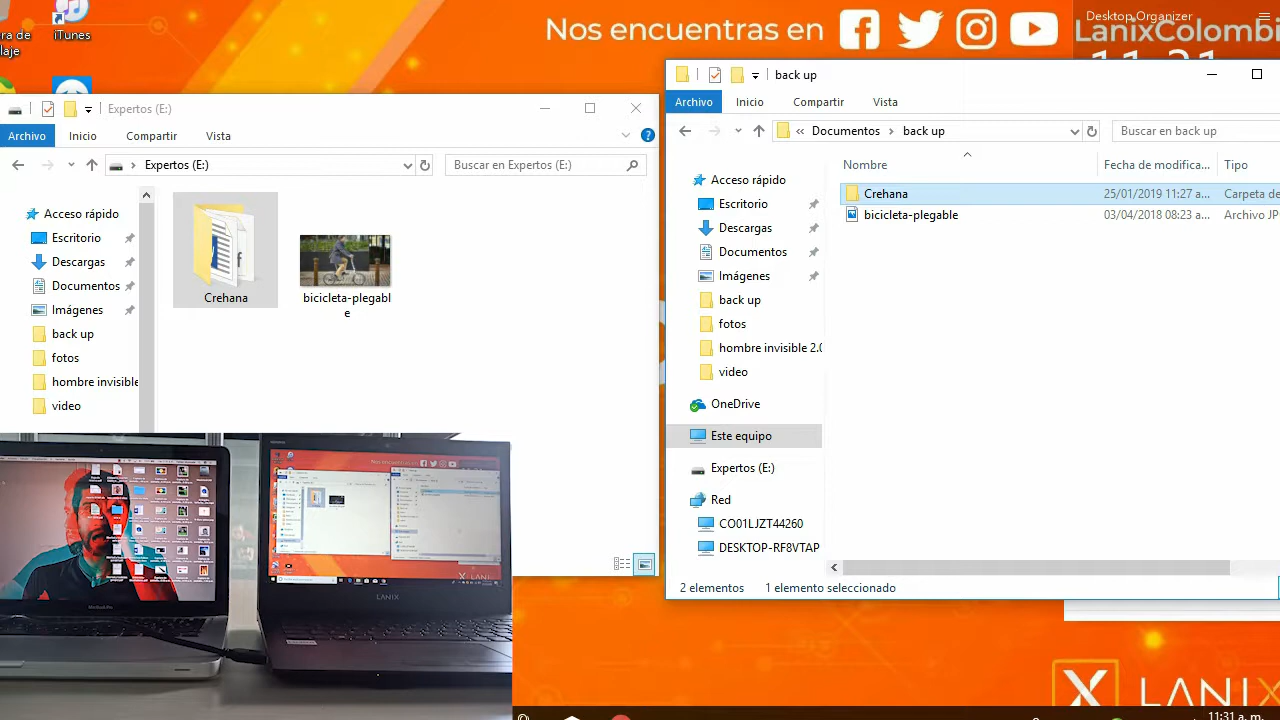 Nos encuentras en
LanixColombi
Desktop Organizer
iTunes
Expertos (E:)
Archivo
Inicio
Compartir
Vista
Expertos (E:)
Buscar en Expertos (E:)
Acceso rápido
Escritorio
Descargas
Documentos
Imágenes
back up
fotos
hombre invisible
video
Crehana
bicicleta-plegabl
e
back up
Archivo
Inicio
Compartir
Vista
« Documentos > back up
Buscar en back up
Nombre
Fecha de modifica...
Tipo
Crehana
25/01/2019 11:27 a...
Carpeta de
bicicleta-plegable
03/04/2018 08:23 a...
Archivo JP
Acceso rápido
Escritorio
Descargas
Documentos
Imágenes
back up
fotos
hombre invisible 2.0
video
OneDrive
Este equipo
Expertos (E:)
Red
CO01LJZT44260
DESKTOP-RF8VTAP
2 elementos
1 elemento seleccionado
LANIX
LANIX
11:31 a. m.